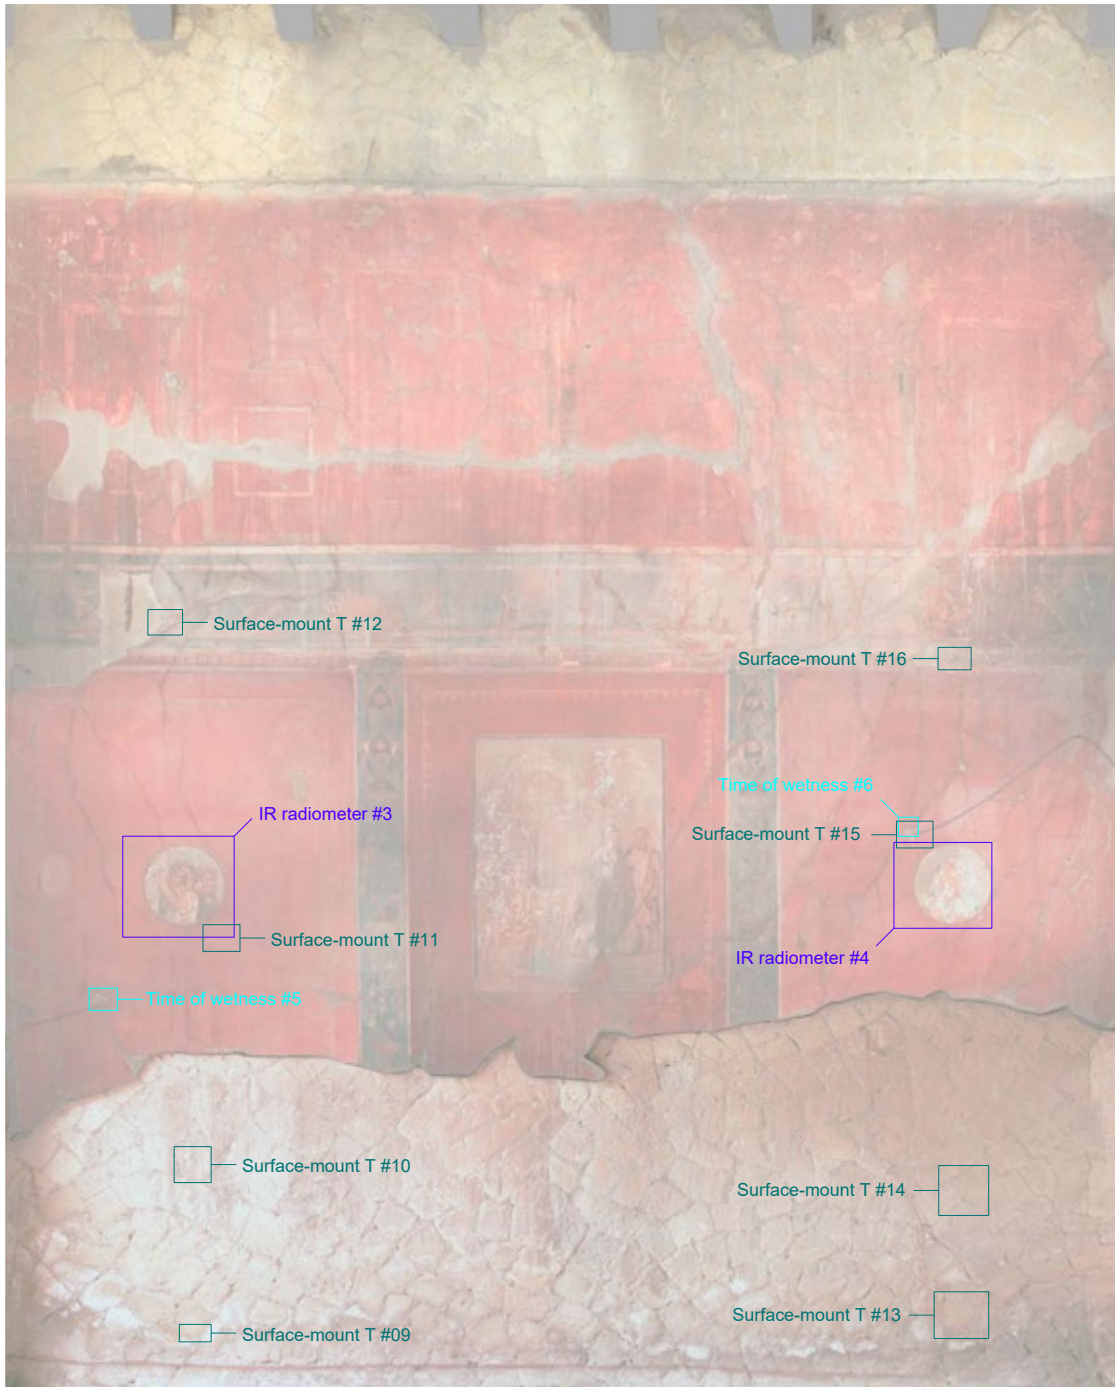 Surface-mount T #12
Surface-mount T #16
Time of wetness #6
IR radiometer #3
Surface-mount T #15
Surface-mount T #11
IR radiometer #4
Time of wetness #5
Surface-mount T #10
Surface-mount T #14
Surface-mount T #13
Surface-mount T #09